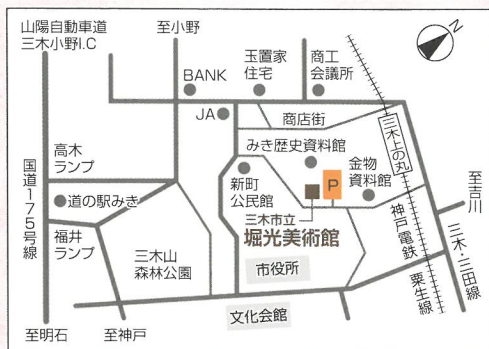 山陽自動車道
三木小野I.C
至小野
BANK
玉置家
住宅
商工
会議所
N
JA
商店街
三木上の丸
みき歴史資料館
金物
資料館
P
新町
公民館
高木
ランプ
国道175号線
道の駅みき
福井
ランプ
三木山
森林公園
三木市立
堀光美術館
市役所
文化会館
至吉川
神戸電鉄
粟生線
三木・三田線
至明石
至神戸